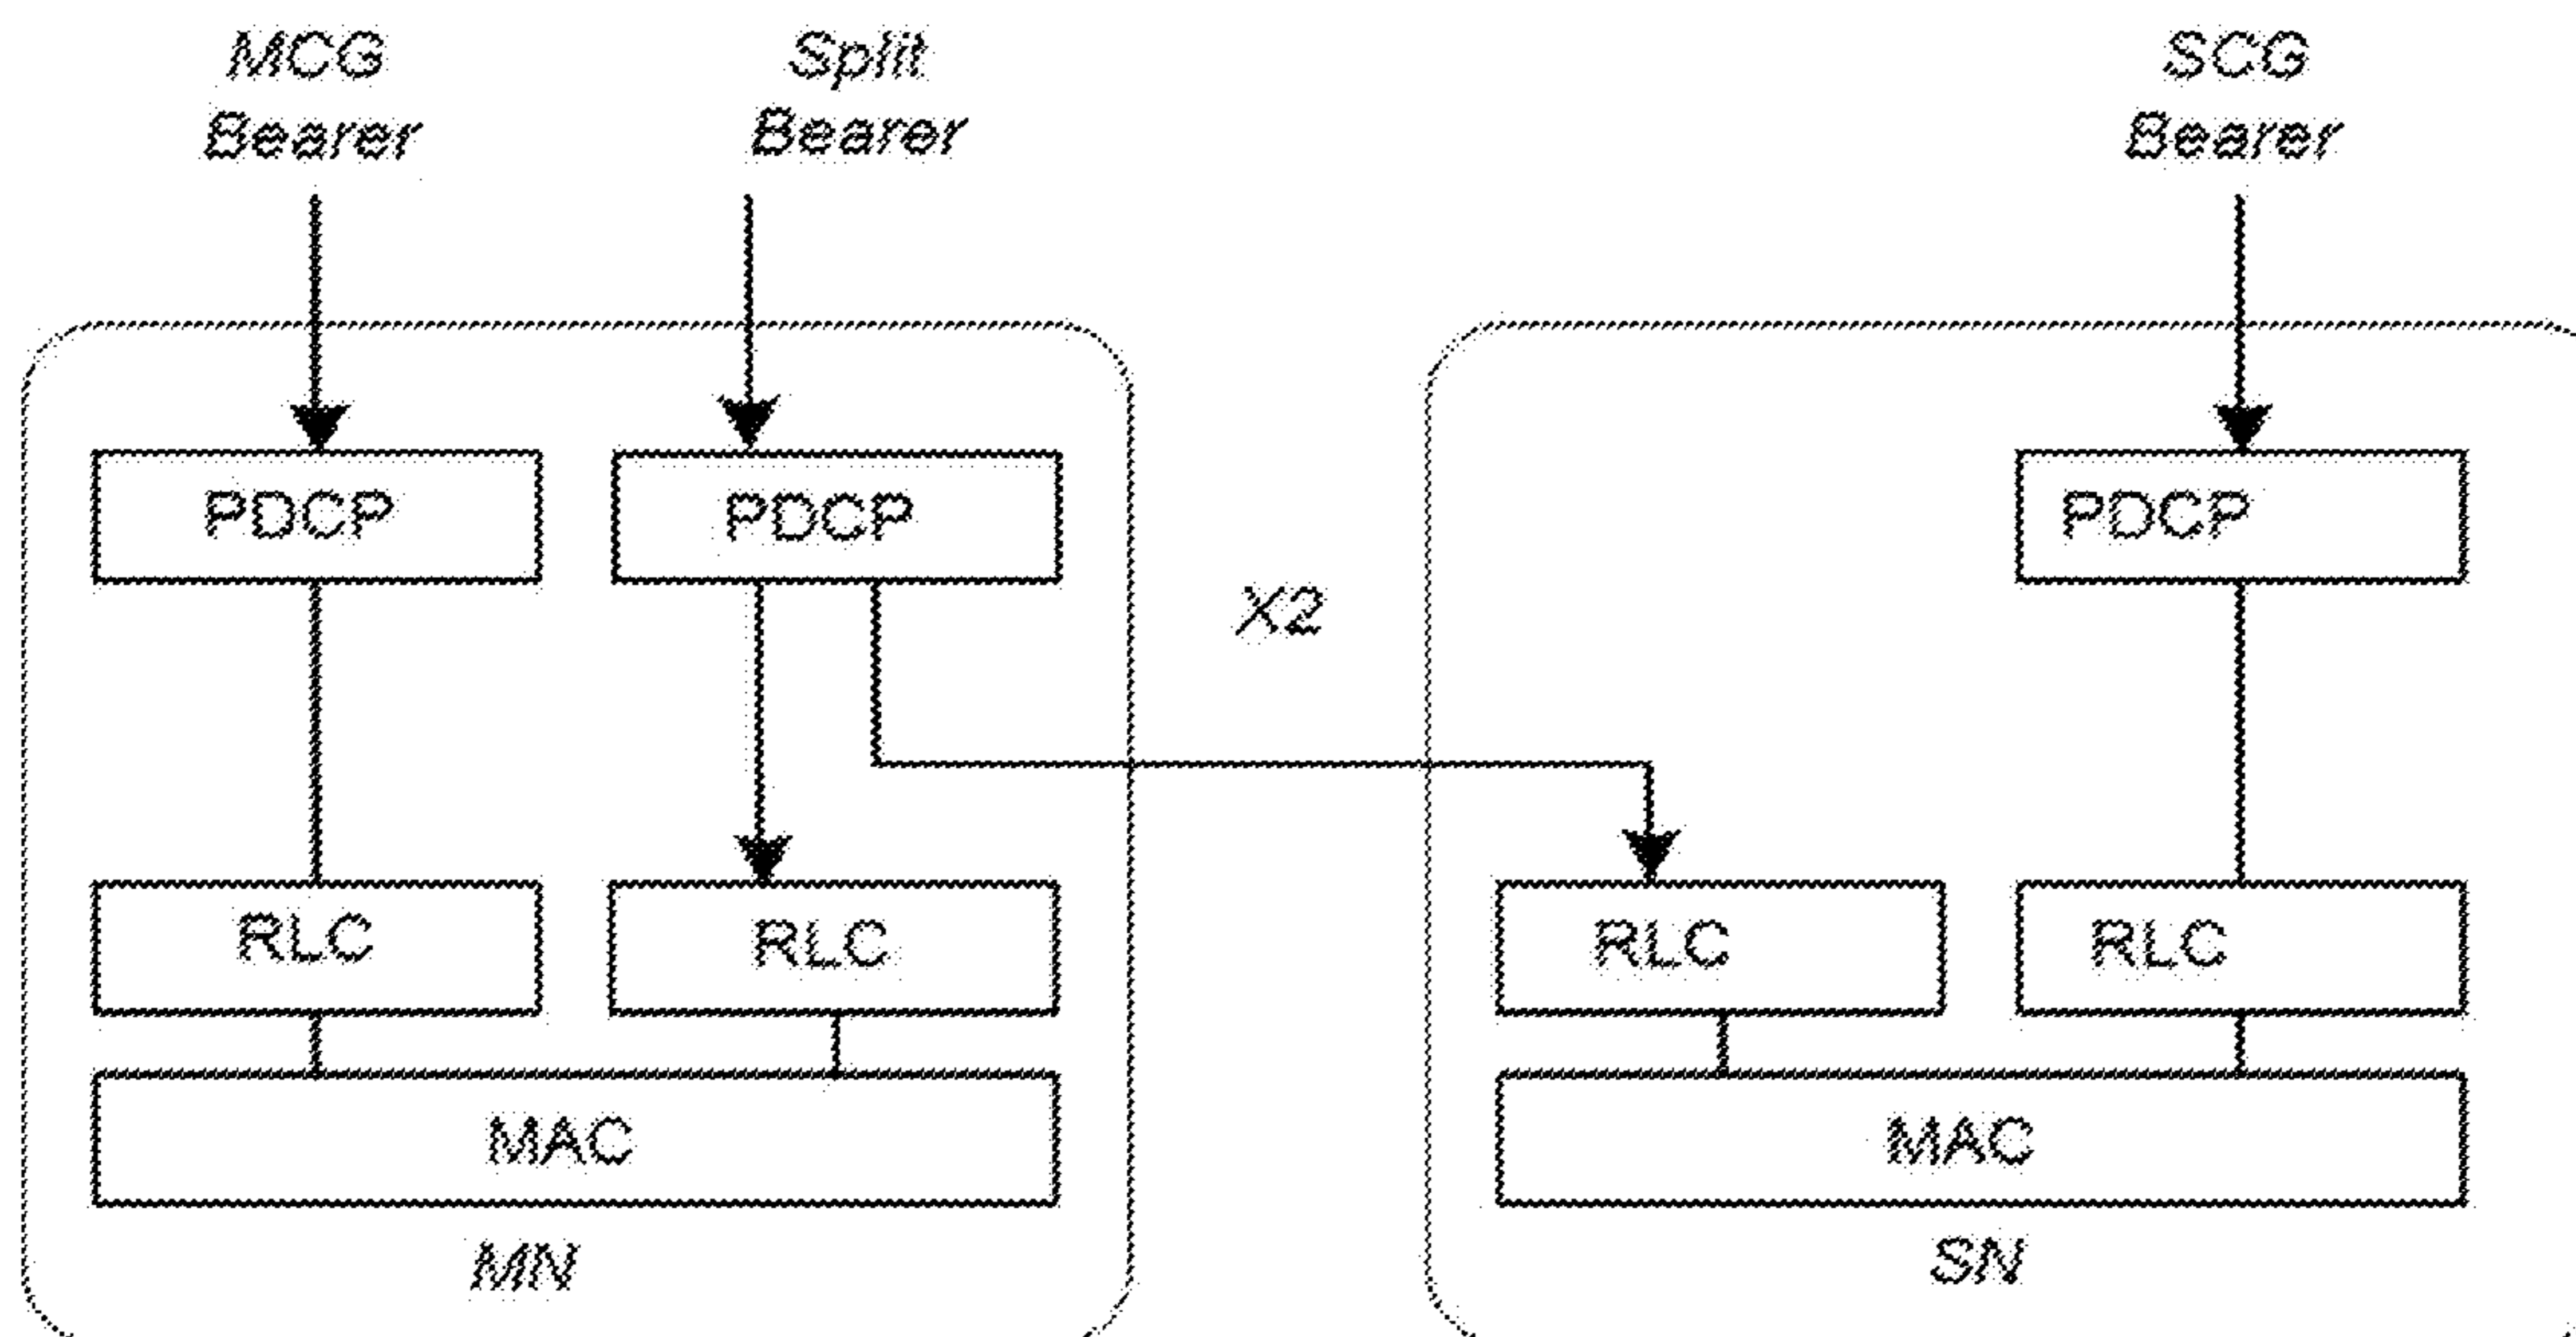 MCG
Bearer
Split
Bearer
SCG
Bearer
PDCP
PDCP
PDCP
X2
RLC
RLC
RLC
RLC
MAC
MAC
MN
SN